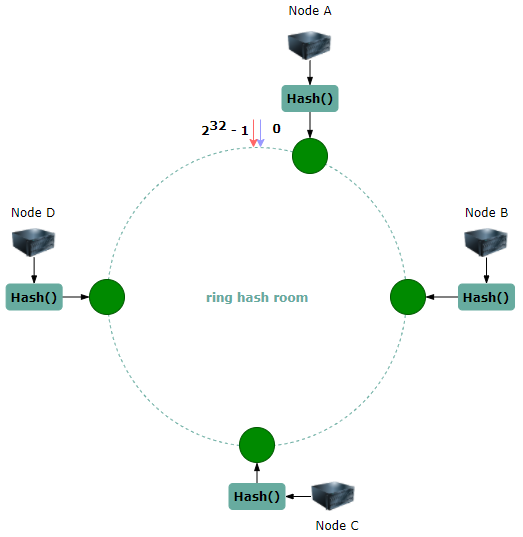 Node A
Hash()
2^32 - 1 0
Node D
Node B
Hash()
ring hash room
Hash()
Hash()
Node C